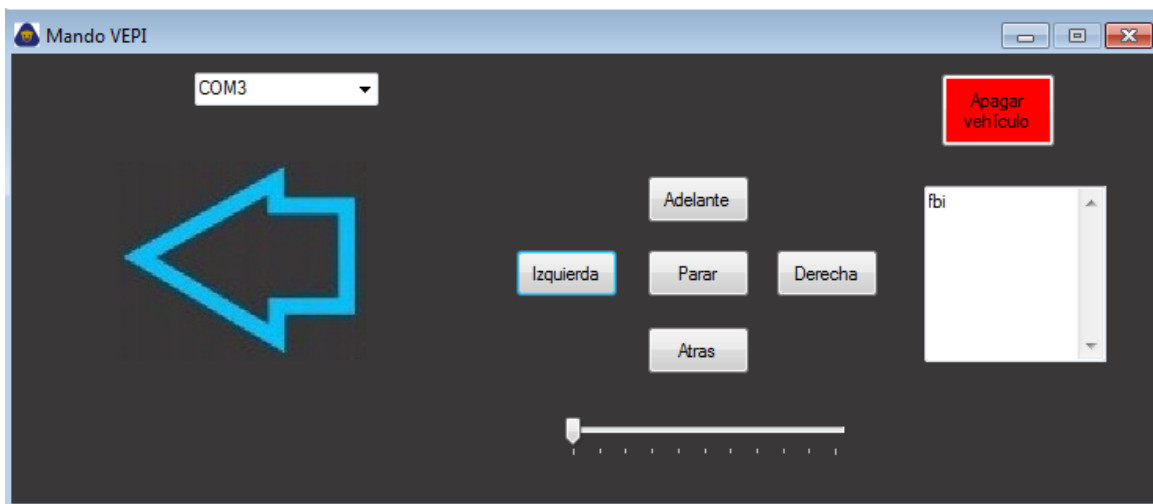 Mando VEPI
COM3
Apagar
vehículo
Adelante
fbi
Izquierda
Parar
Derecha
Atras